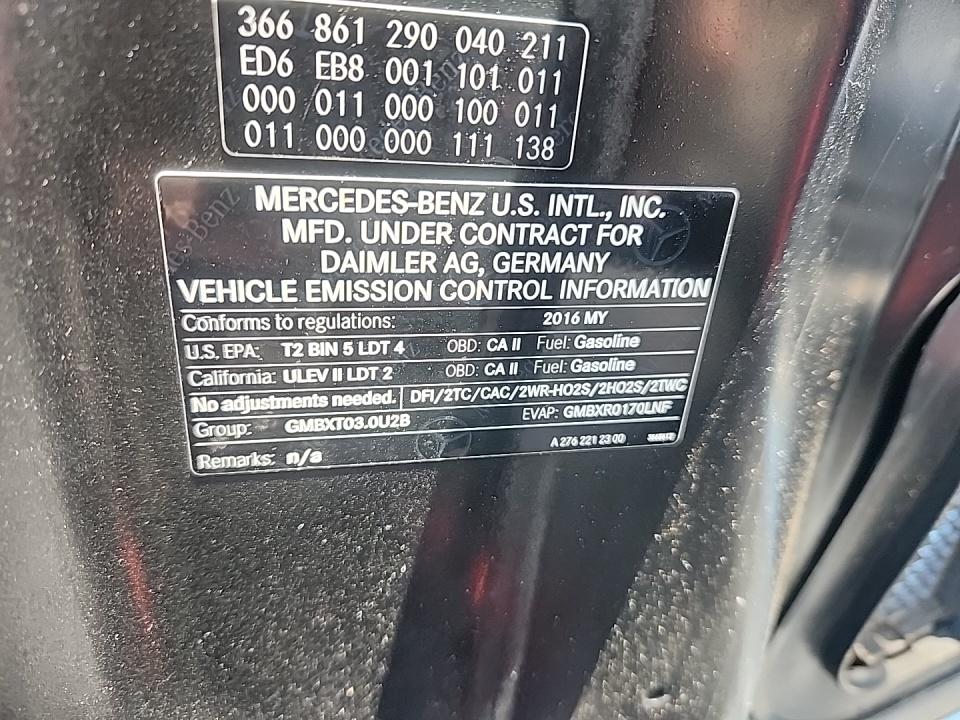 366 861 290 040 211
ED6 EB8 001 101 011
000 011 000 100 011
011 000 000 111 138
MERCEDES-BENZ U.S. INTL., INC.
MFD. UNDER CONTRACT FOR
DAIMLER AG, GERMANY
VEHICLE EMISSION CONTROL INFORMATION
Conforms to regulations: 2016 MY
U.S. EPA: T2 BIN 5 LDT 4 OBD: CA II Fuel: Gasoline
California: ULEV II LDT 2 OBD: CA II Fuel: Gasoline
No adjustments needed. DFI/2TC/CAC/2WR-HO2S/2HO2S/2TWC
Group: GMBXT03.0U2B EVAP: GMBXR0170LNF
Remarks: n/a A 276 221 23 00